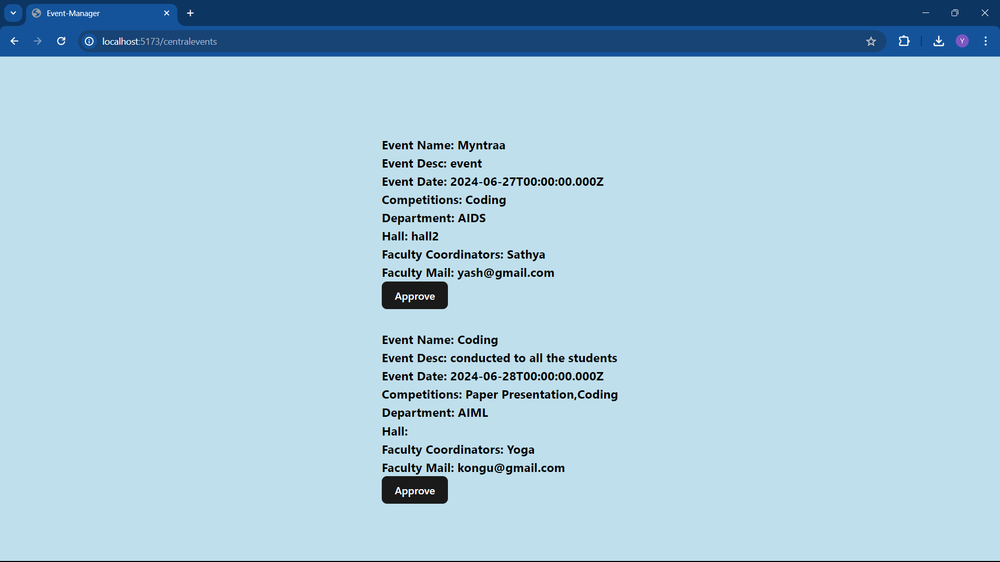 Event-Manager
localhost:5173/centralevents
Y
Event Name: Myntraa
Event Desc: event
Event Date: 2024-06-27T00:00:00.000Z
Competitions: Coding
Department: AIDS
Hall: hall2
Faculty Coordinators: Sathya
Faculty Mail: yash@gmail.com
Approve
Event Name: Coding
Event Desc: conducted to all the students
Event Date: 2024-06-28T00:00:00.000Z
Competitions: Paper Presentation,Coding
Department: AIML
Hall:
Faculty Coordinators: Yoga
Faculty Mail: kongu@gmail.com
Approve